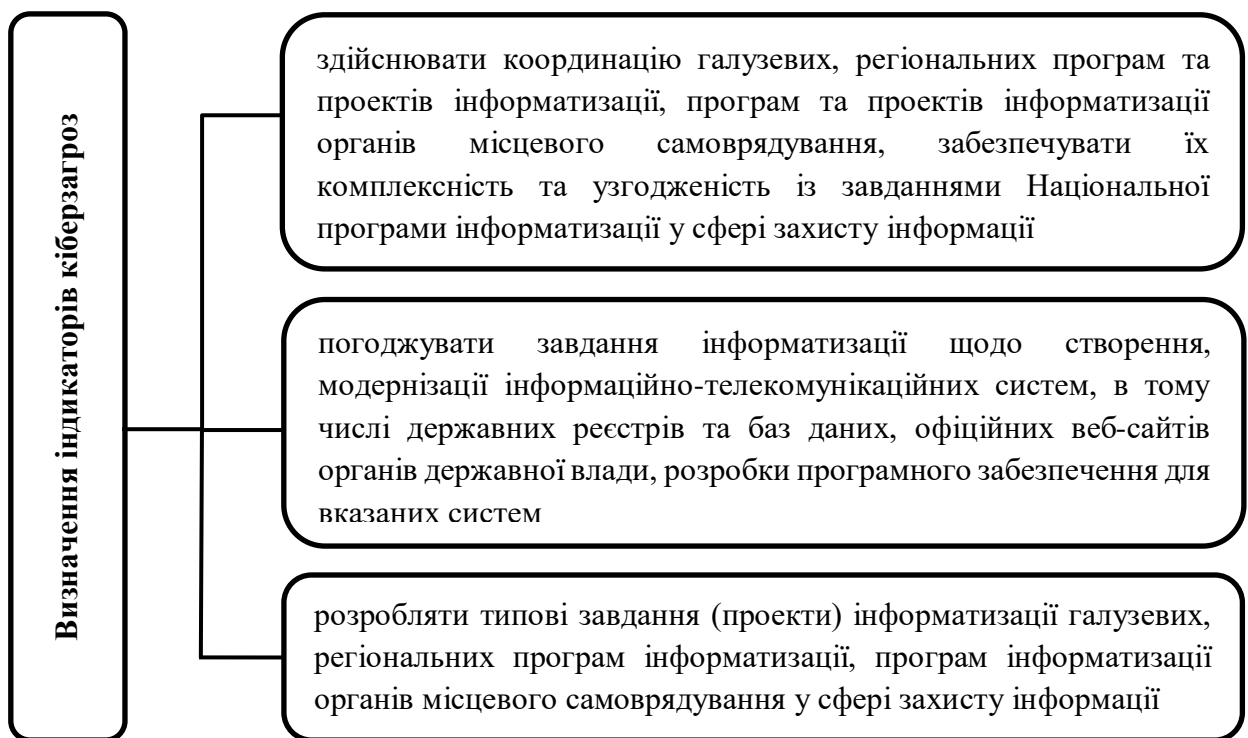 Визначення індикаторів кіберзагроз
здійснювати координацію галузевих, регіональних програм та
проектів інформатизації, програм та проектів інформатизації
органів місцевого самоврядування, забезпечувати їх
комплексність та узгодженість із завданнями Національної
програми інформатизації у сфері захисту інформації
погоджувати завдання інформатизації щодо створення,
модернізації інформаційно-телекомунікаційних систем, в тому
числі державних реєстрів та баз даних, офіційних веб-сайтів
органів державної влади, розробки програмного забезпечення для
вказаних систем
розробляти типові завдання (проекти) інформатизації галузевих,
регіональних програм інформатизації, програм інформатизації
органів місцевого самоврядування у сфері захисту інформації